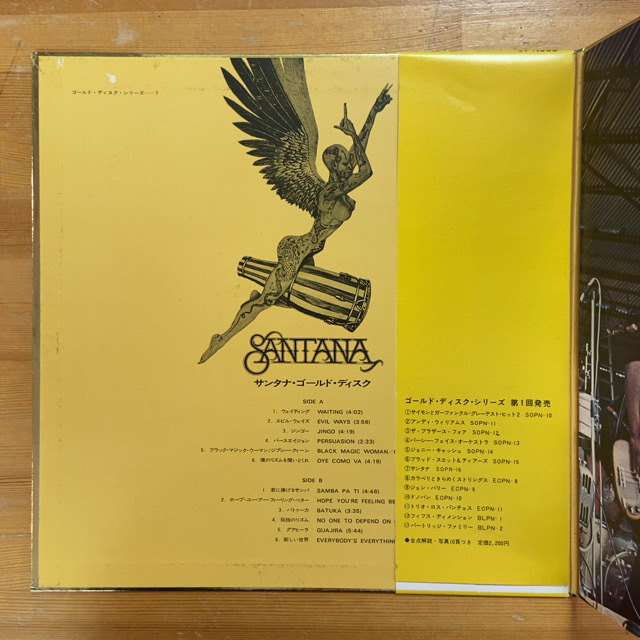 ゴールド・ディスク・シリーズ——7
SANTANA
サンタナ・ゴールド・ディスク
SIDE A
1. ウェイティング WAITING (4:02)
2. エビル・ウェイズ EVIL WAYS (3:56)
3. ジンゴー JINGO (4:19)
4. パースエイジョン PERSUASION (2:33)
5. ブラック・マジック・ウーマン/ジプシー・クイーン BLACK MAGIC WOMAN/
6. 僕のリズムを聞いとくれ OYE COMO VA (4:19)
SIDE B
1. 君に捧げるサンバ SAMBA PA TI (4:46)
2. ホープ・ユー・アー・フィーリング・ベター HOPE YOU'RE FEELING BE
3. バトゥーカ BATUKA (3:35)
4. 孤独のリズム NO ONE TO DEPEND ON
5. グアヒーラ GUAJIRA (5:44)
6. 新しい世界 EVERYBODY'S EVERYTHIN
ゴールド・ディスク・シリーズ 第1回発売
①サイモンとガーファンクル・グレーテスト・ヒット2 SOPN-10
②アンディ・ウィリアムス SOPN-11
③ザ・ブラザース・フォア SOPN-12
④パーシー・フェイス・オーケストラ SOPN-13
⑤ジョニー・キャッシュ SOPN-14
⑥ブラッド・スエット&ティアーズ SOPN-15
⑦サンタナ SOPN-16
⑧カラベリときらめくストリングス ECPN-8
⑨ジョン・バリー ECPN-9
⑩ドノバン ECPN-10
⑪トリオ・ロス・パンチョス ECPN-11
⑫フィフス・ディメンション BLPN-1
⑬パートリッジ・ファミリー BLPN-2
●全点解説・写真10頁つき 定価2,200円